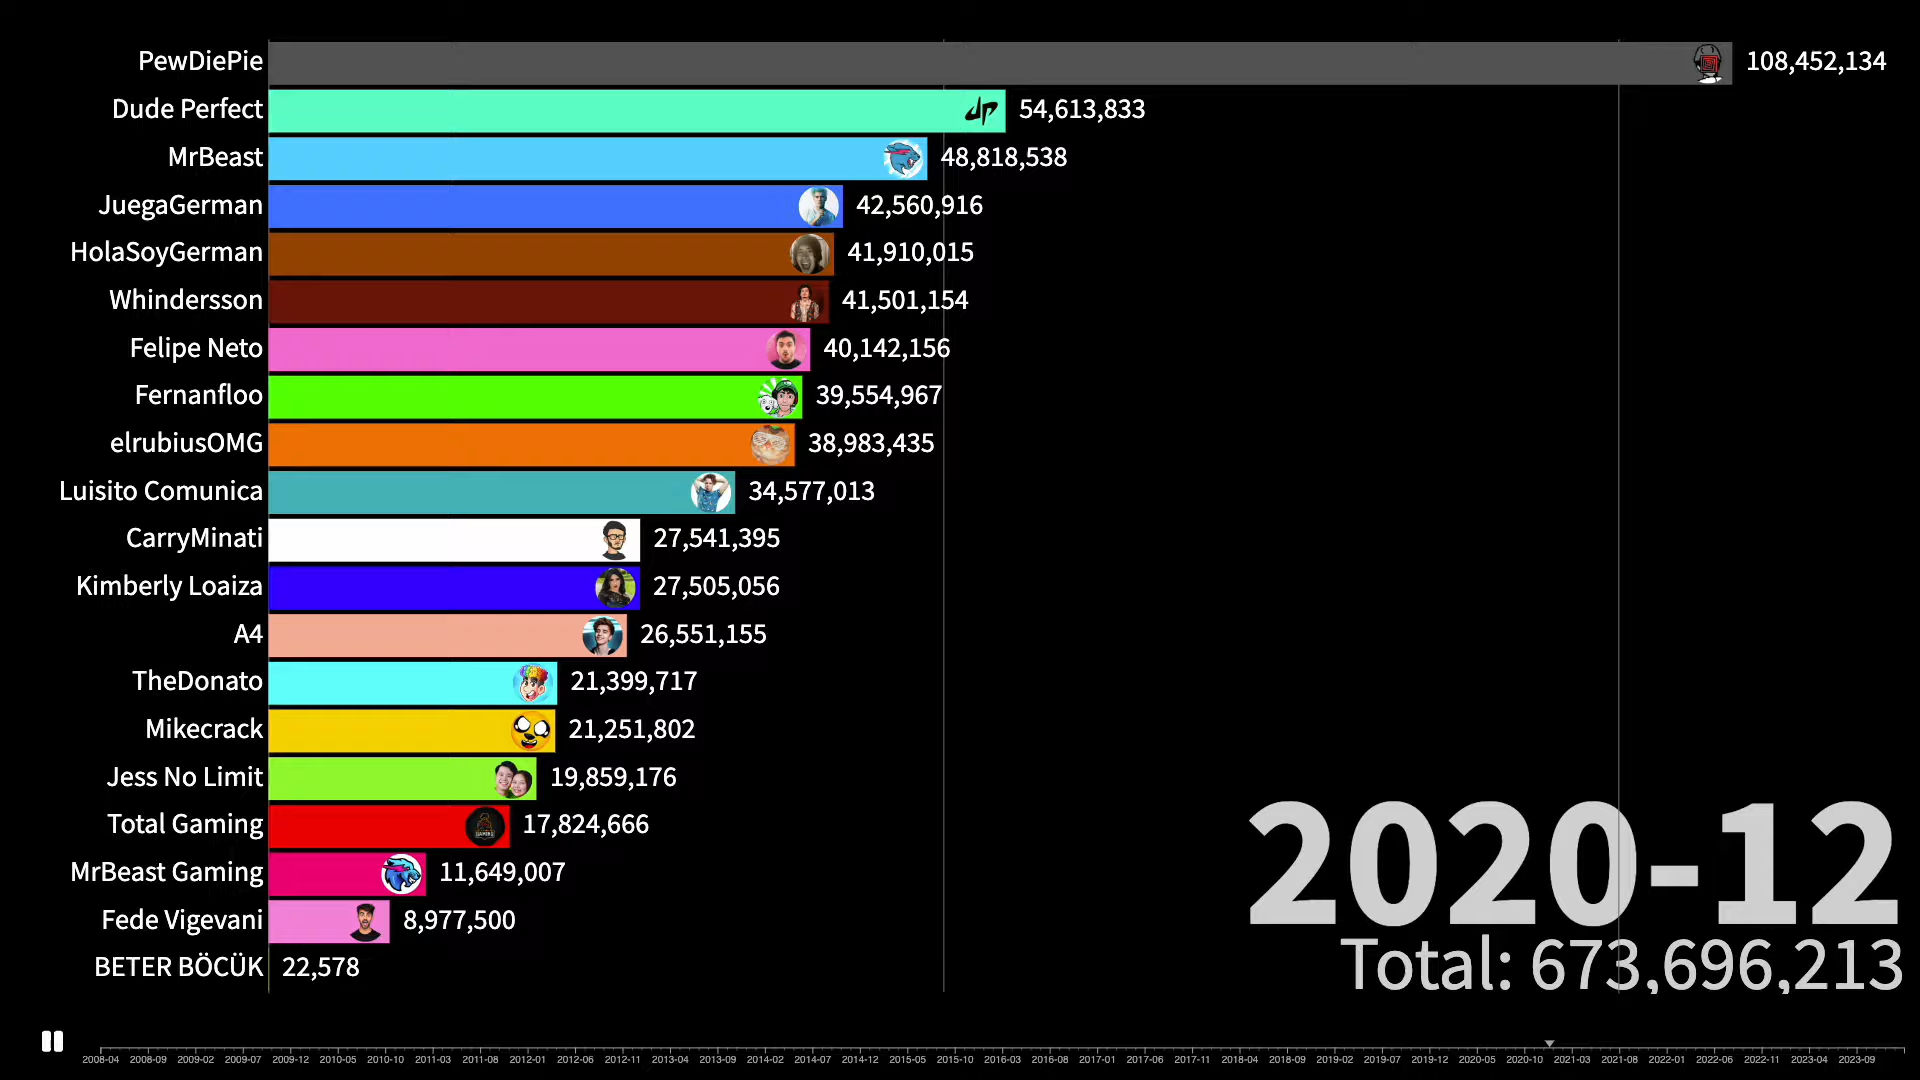 PewDiePie 108,452,134
Dude Perfect 54,613,833
MrBeast 48,818,538
JuegaGerman 42,560,916
HolaSoyGerman 41,910,015
Whindersson 41,501,154
Felipe Neto 40,142,156
Fernanfloo 39,554,967
elrubiusOMG 38,983,435
Luisito Comunica 34,577,013
CarryMinati 27,541,395
Kimberly Loaiza 27,505,056
A4 26,551,155
TheDonato 21,399,717
Mikecrack 21,251,802
Jess No Limit 19,859,176
Total Gaming 17,824,666
MrBeast Gaming 11,649,007
Fede Vigevani 8,977,500
BETER BÖCÜK 22,578
2020-12
Total: 673,696,213
2008-04 2008-09 2009-02 2009-07 2009-12 2010-05 2010-10 2011-03 2011-08 2012-01 2012-06 2012-11 2013-04 2013-09 2014-02 2014-07 2014-12 2015-05 2015-10 2016-03 2016-08 2017-01 2017-06 2017-11 2018-04 2018-09 2019-02 2019-07 2019-12 2020-05 2020-10 2021-03 2021-08 2022-01 2022-06 2022-11 2023-04 2023-09